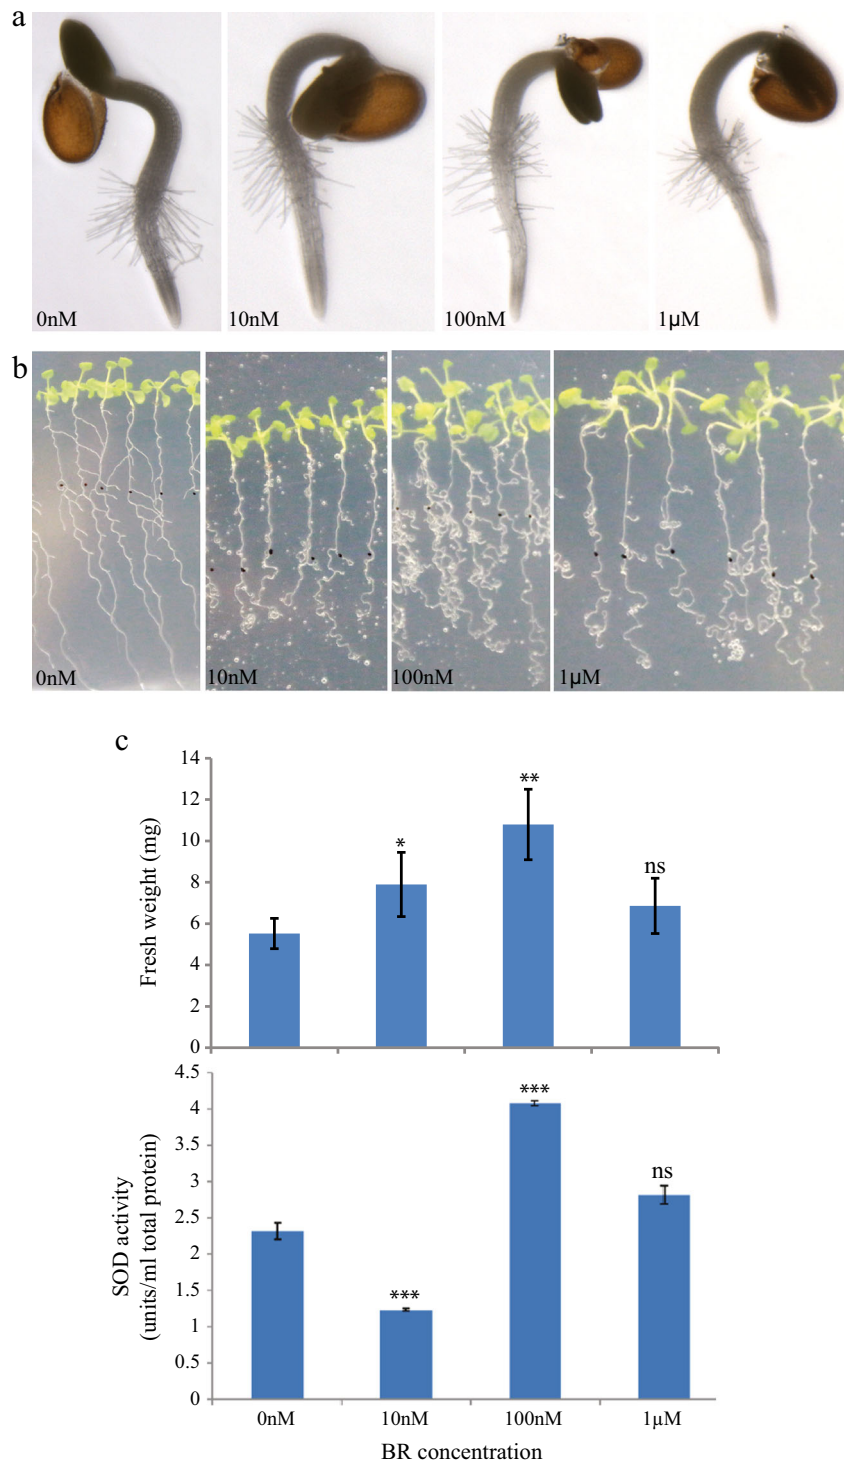 a
0nM
10nM
100nM
1µM
b
0nM
10nM
100nM
1µM
c
14
12
10
8
6
4
2
0
Fresh weight (mg)
*
**
ns
4.5
4
3.5
3
2.5
2
1.5
1
0.5
0
SOD activity
(units/ml total protein)
***
***
ns
0nM
10nM
100nM
1µM
BR concentration